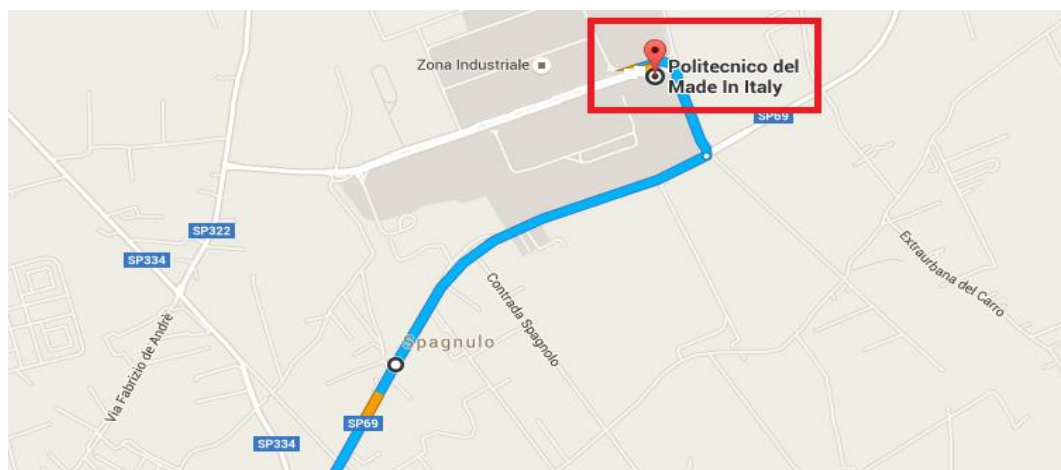 Zona Industriale
Politecnico del
Made In Italy
SP69
SP322
SP334
Extraurbana del Carro
Contrada Spagnolo
Via Fabrizio de Andrè
Spagnulo
SP69
SP334